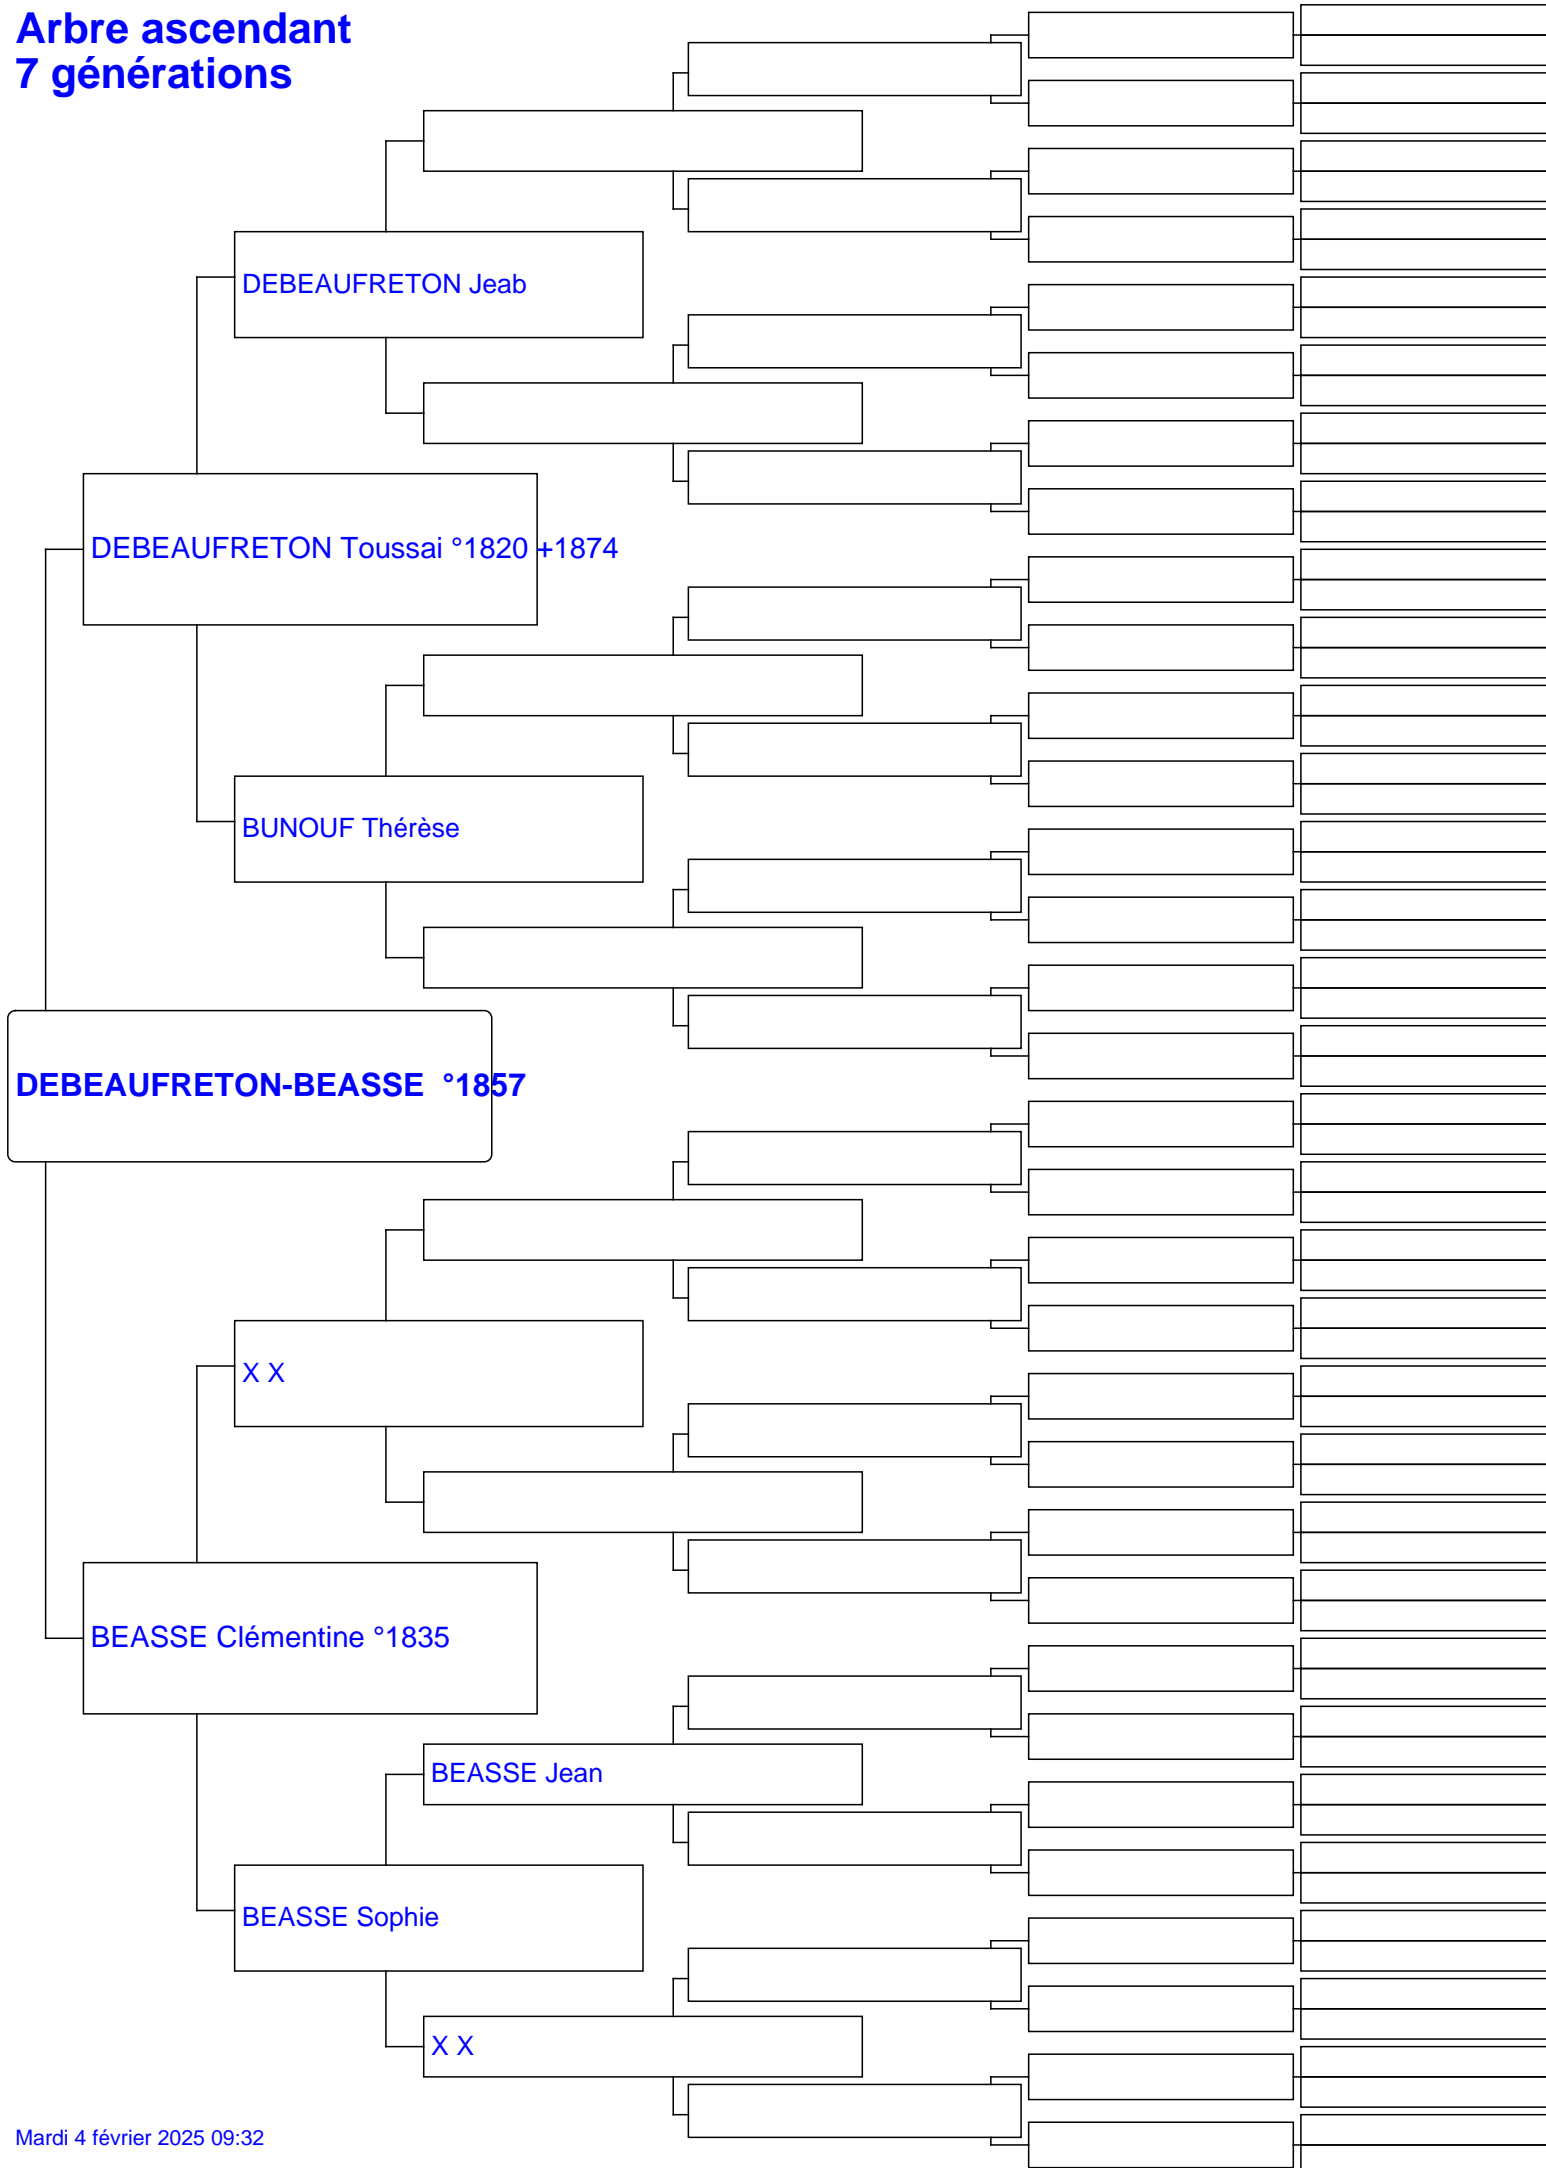 Arbre ascendant
7 générations
DEBEAUFRETON Jeab
DEBEAUFRETON Toussai °1820 +1874
BUNOUF Thérèse
DEBEAUFRETON-BEASSE °1857
X X
BEASSE Clémentine °1835
BEASSE Jean
BEASSE Sophie
X X
Mardi 4 février 2025 09:32